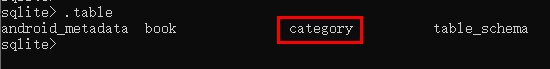 sqlite> .table
android_metadata  book              category          table_schema
sqlite>